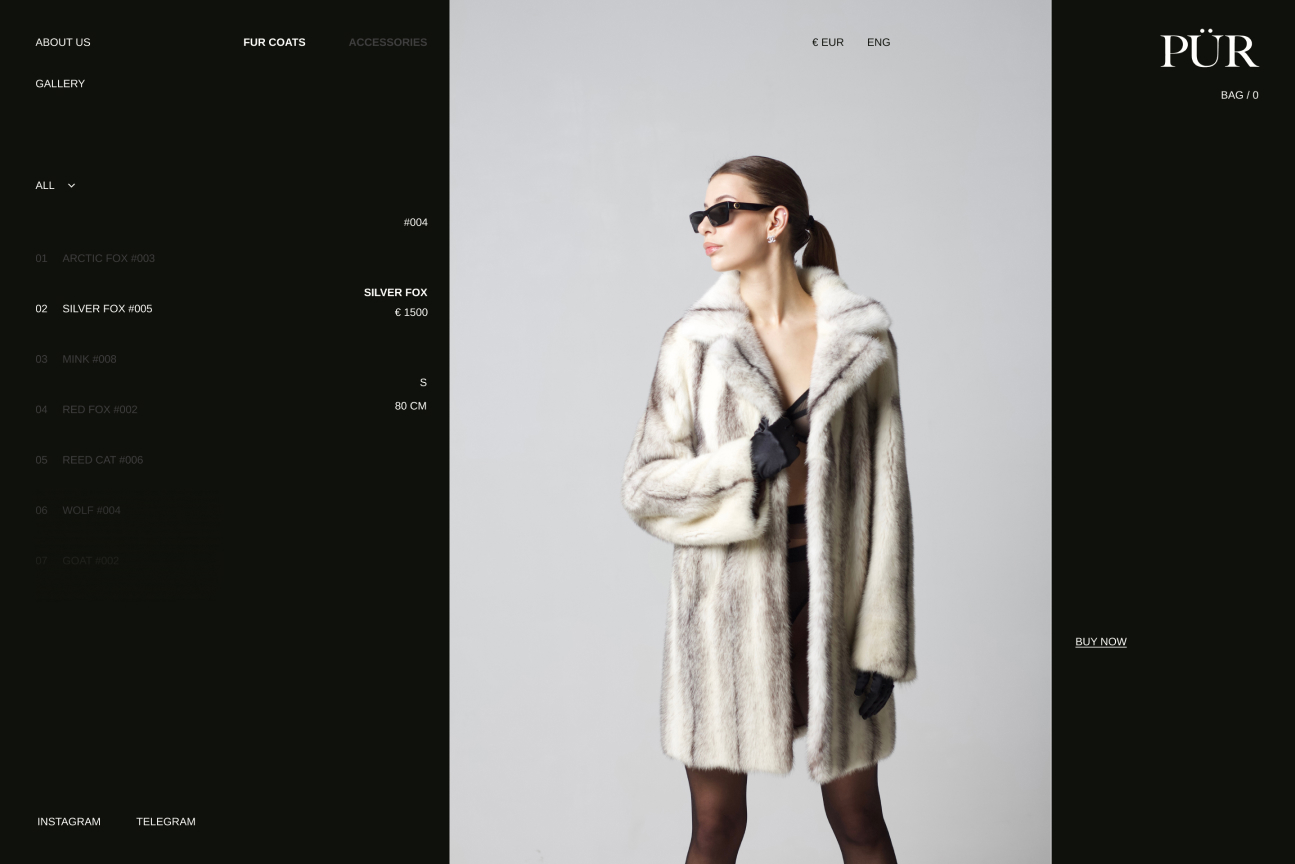 ABOUT US
FUR COATS
ACCESSORIES
€ EUR
ENG
PÜR
GALLERY
BAG / 0
ALL
#004
01 ARCTIC FOX #003
SILVER FOX
02 SILVER FOX #005
€ 1500
03 MINK #008
S
04 RED FOX #002
80 CM
05 REED CAT #006
06 WOLF #004
07 GOAT #002
BUY NOW
INSTAGRAM
TELEGRAM